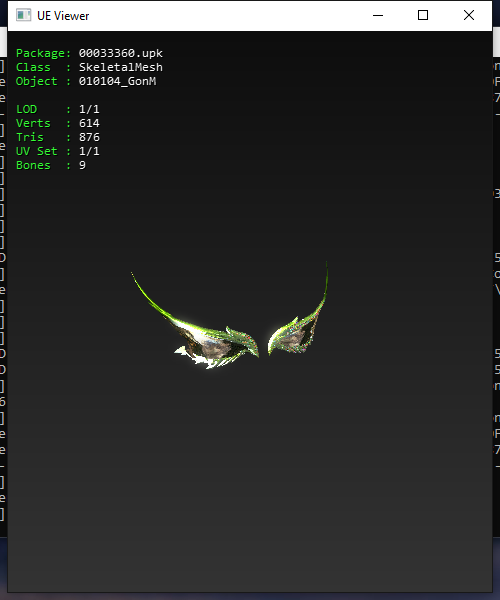 UE Viewer
Package: 00033360.upk
Class : SkeletalMesh
Object : 010104_GonM
LOD : 1/1
Verts : 614
Tris : 876
UV Set : 1/1
Bones : 9